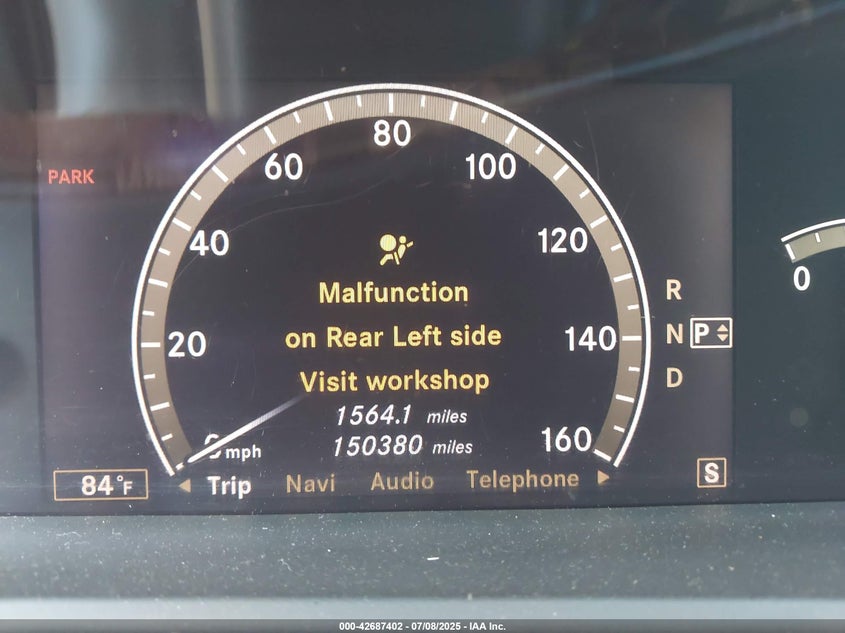 80
60
100
PARK
40
120
0
Malfunction
R
on Rear Left side
20
140
N
P
Visit workshop
D
1564.1 miles
150380 miles
160
0 mph
84°F
Trip
Navi
Audio
Telephone
S
000-42687402 - 07/08/2025 - IAA Inc.